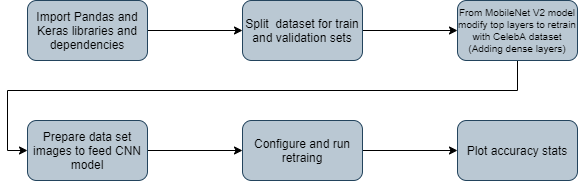 Import Pandas and
Keras libraries and
dependencies
Split dataset for train
and validation sets
From MobileNet V2 model
modify top layers to retrain
with CelebA dataset
(Adding dense layers)
Prepare data set
images to feed CNN
model
Configure and run
retraing
Plot accuracy stats